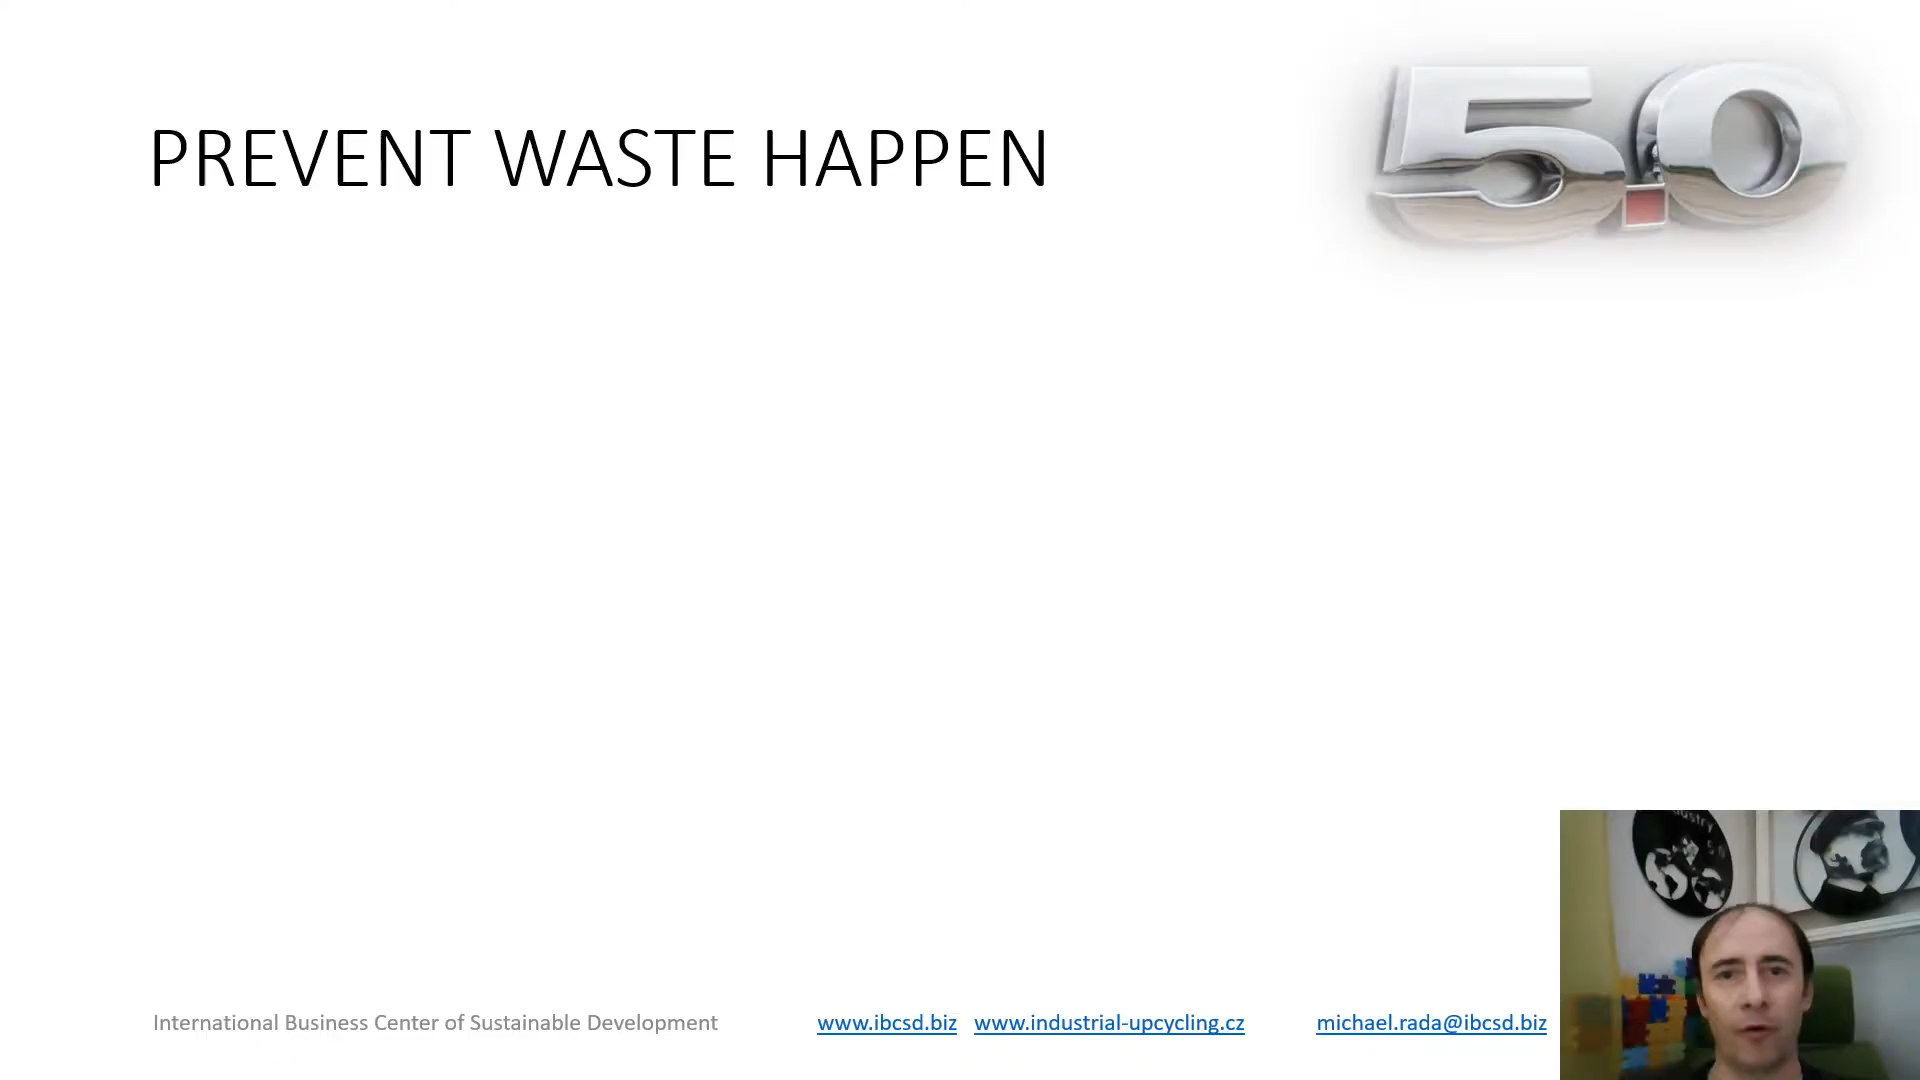 PREVENT WASTE HAPPEN
5.0
International Business Center of Sustainable Development
www.ibcsd.biz www.industrial-upcycling.cz
michael.rada@ibcsd.biz